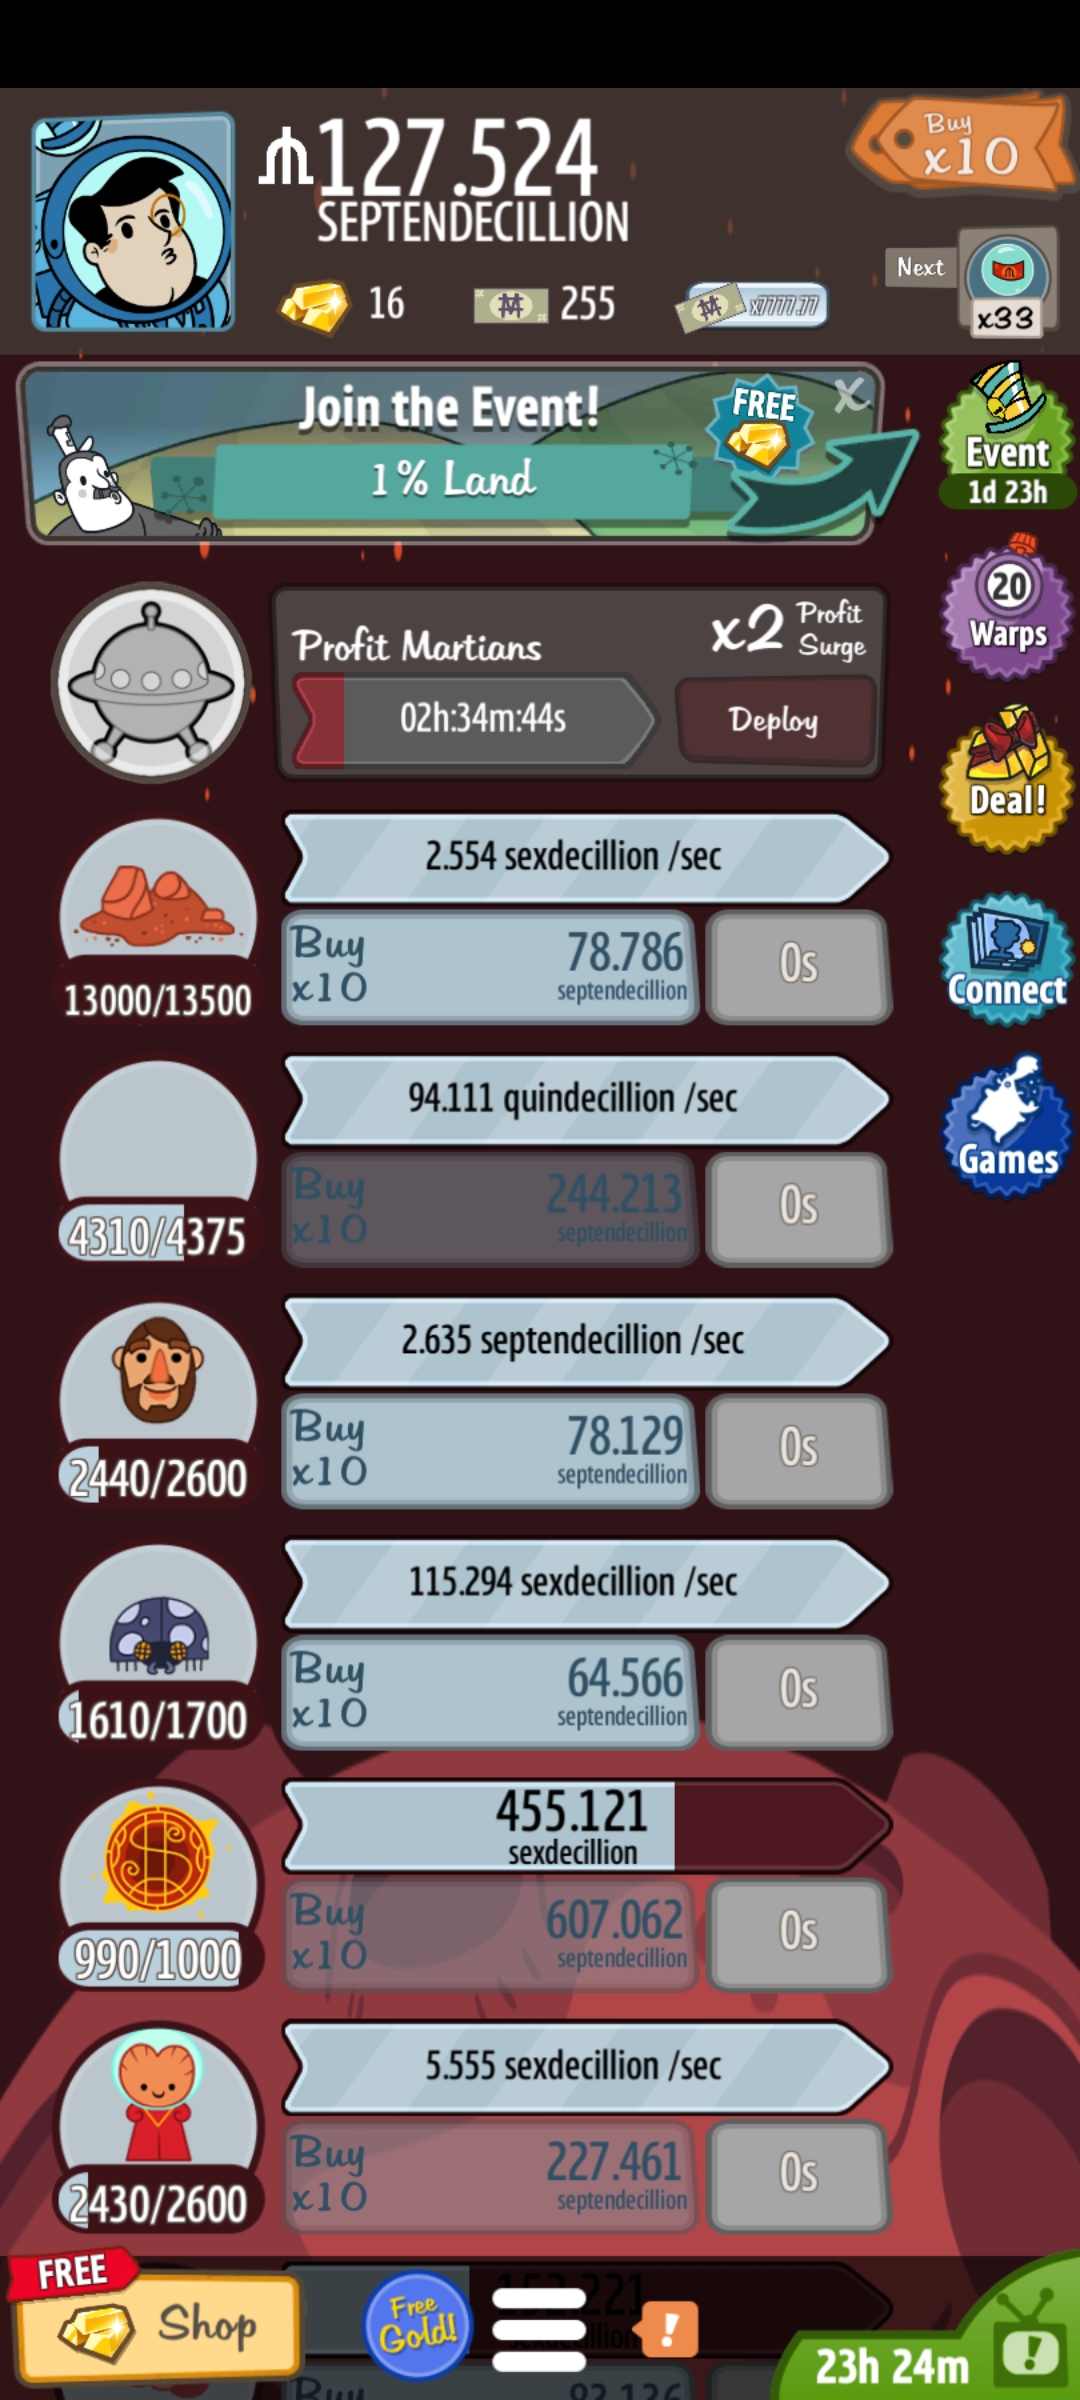 127.524
SEPTENDECILLION
Buy
x10
16
255
x7777.77
Next
x33
Join the Event!
1% Land
FREE
X
Event
1d 23h
20
Warps
Profit Martians
x2 Profit
Surge
02h:34m:44s
Deploy
Deal!
2.554 sexdecillion /sec
Buy
x10
78.786
septendecillion
0s
13000/13500
Connect
94.111 quindecillion /sec
Buy
x10
244.213
septendecillion
0s
4310/4375
Games
2.635 septendecillion /sec
Buy
x10
78.129
septendecillion
0s
2440/2600
115.294 sexdecillion /sec
Buy
x10
64.566
septendecillion
0s
1610/1700
455.121
sexdecillion
Buy
x10
607.062
septendecillion
0s
990/1000
5.555 sexdecillion /sec
Buy
x10
227.461
septendecillion
0s
2430/2600
FREE
Shop
Free
Gold!
!
23h 24m
!
Buy